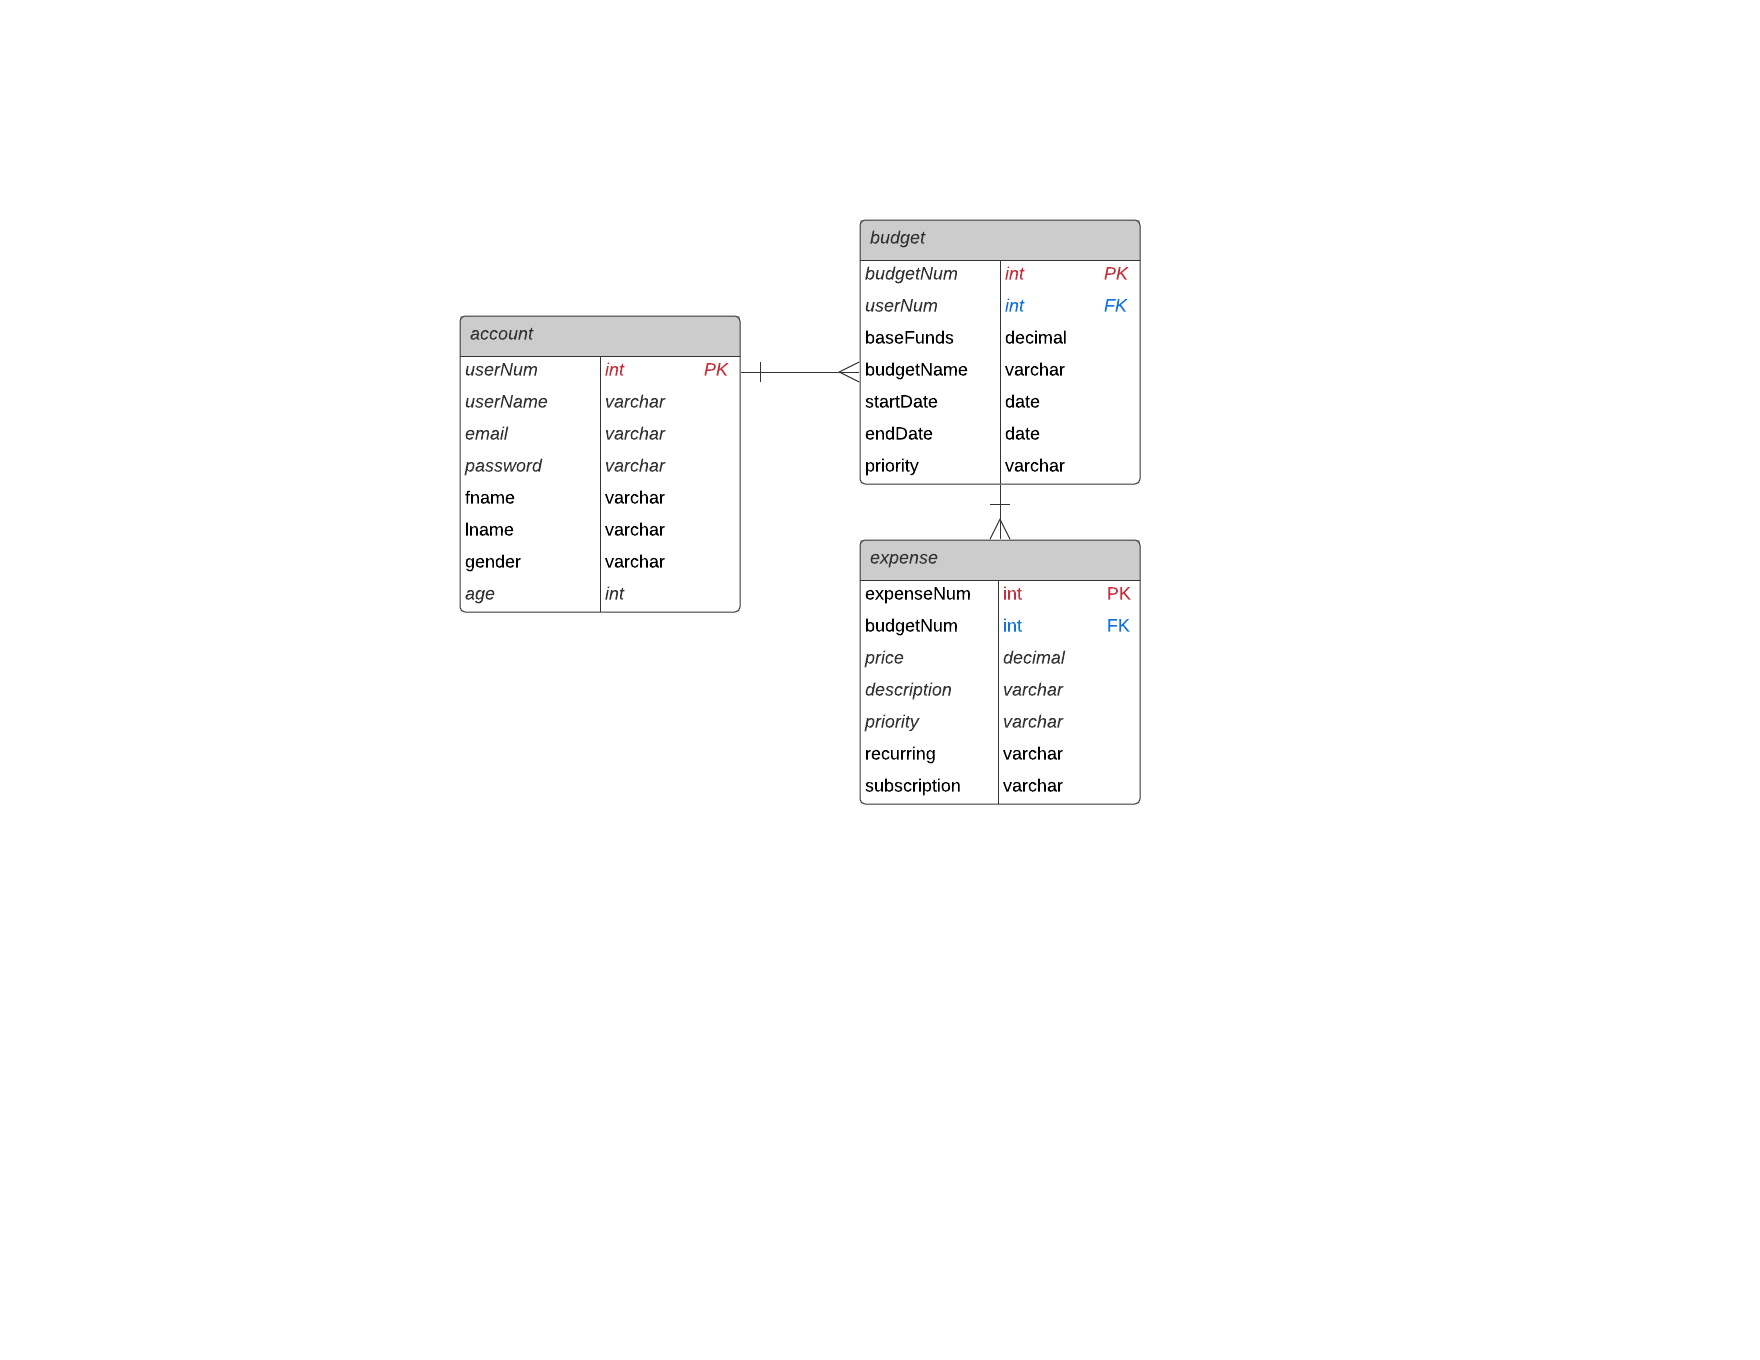 account
userNum int PK
userName varchar
email varchar
password varchar
fname varchar
lname varchar
gender varchar
age int
budget
budgetNum int PK
userNum int FK
baseFunds decimal
budgetName varchar
startDate date
endDate date
priority varchar
expense
expenseNum int PK
budgetNum int FK
price decimal
description varchar
priority varchar
recurring varchar
subscription varchar